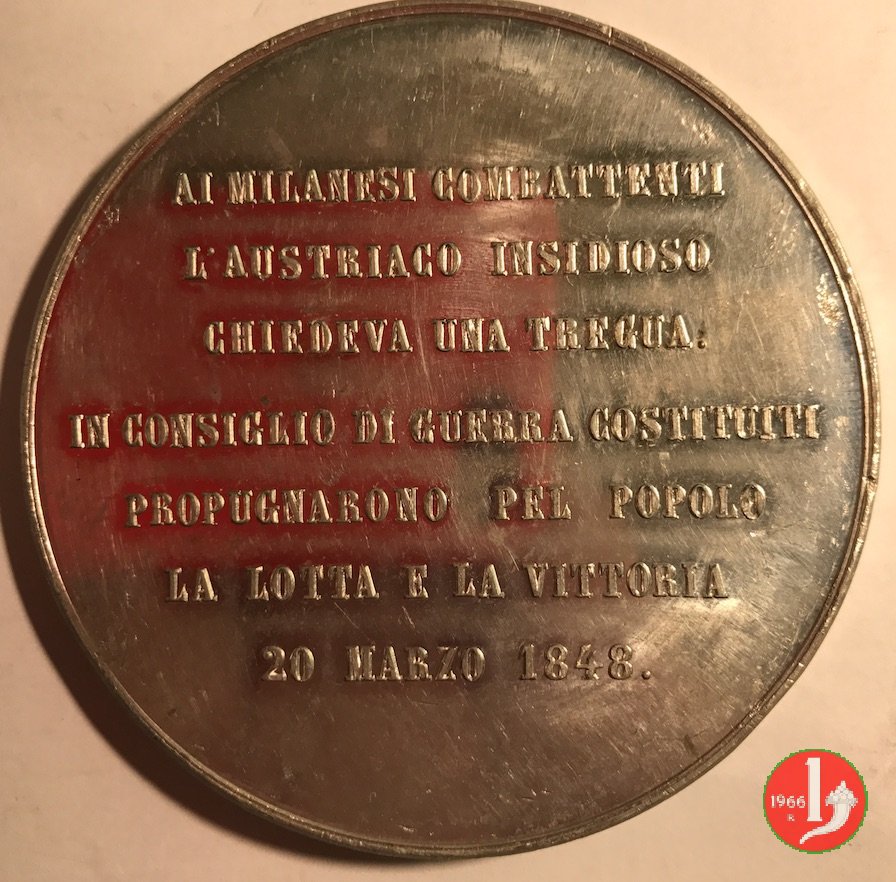 AI MILANESI COMBATTENTI
L'AUSTRIACO INSIDIOSO
CHIEDEVA UNA TREGUA:
IN CONSIGLIO DI GUERRA COSTITUITI
PROPUGNARONO PEL POPOLO
LA LOTTA E LA VITTORIA
20 MARZO 1848.
1966
R